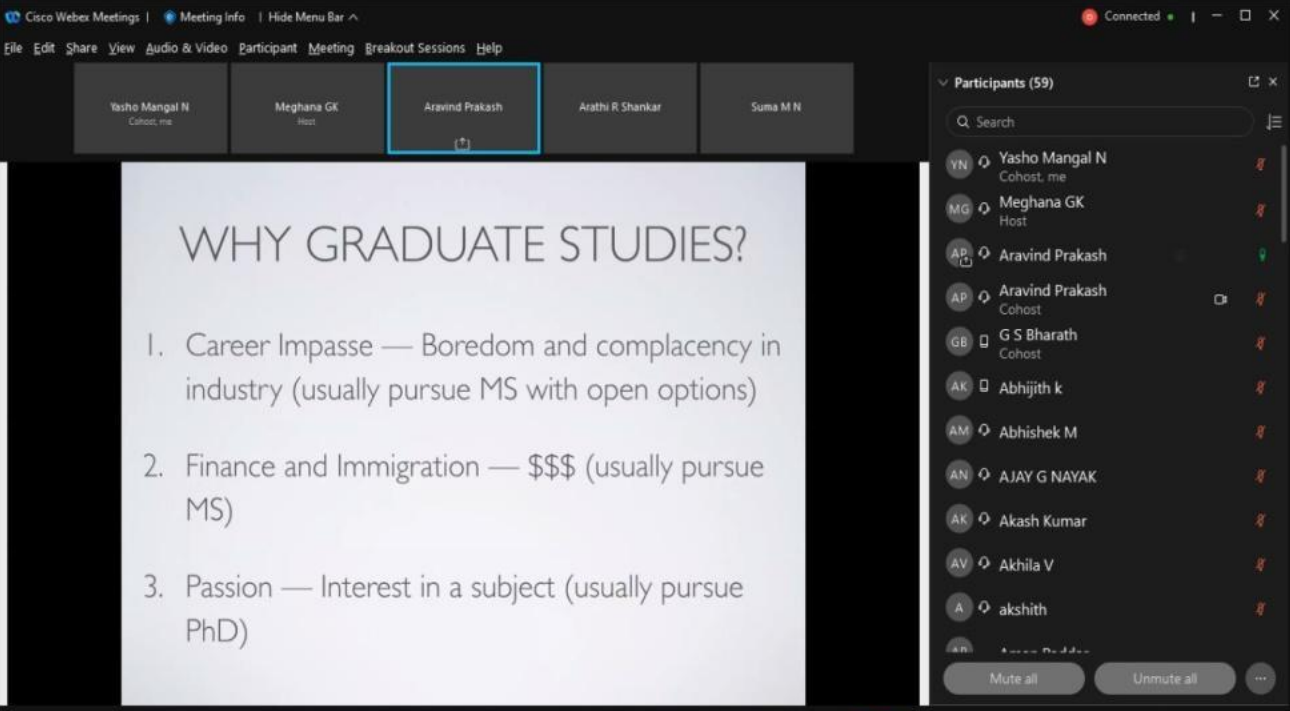 Cisco Webex Meetings | Meeting Info | Hide Menu Bar
Connected
File Edit Share View Audio & Video Participant Meeting Breakout Sessions Help
Yasho Mangal N
Cohost, me
Meghana GK
Host
Aravind Prakash
Arathi R Shankar
Suma M N
WHY GRADUATE STUDIES?
1. Career Impasse — Boredom and complacency in
industry (usually pursue MS with open options)
2. Finance and Immigration — $$$ (usually pursue
MS)
3. Passion — Interest in a subject (usually pursue
PhD)
Participants (59)
Search
YN Yasho Mangal N
Cohost, me
MG Meghana GK
Host
AP Aravind Prakash
AP Aravind Prakash
Cohost
GB G S Bharath
Cohost
AK Abhijith k
AM Abhishek M
AN AJAY G NAYAK
AK Akash Kumar
AV Akhila V
A akshith
Mute all Unmute all ...